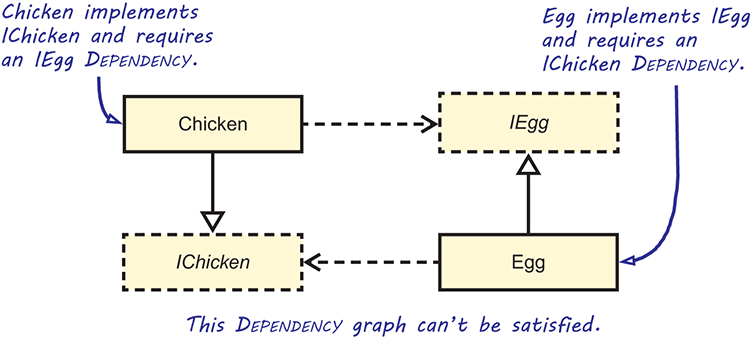 Chicken implements
IChicken and requires
an IEgg DEPENDENCY.
Egg implements IEgg
and requires an
IChicken DEPENDENCY.
Chicken
IEgg
IChicken
Egg
This DEPENDENCY graph can't be satisfied.